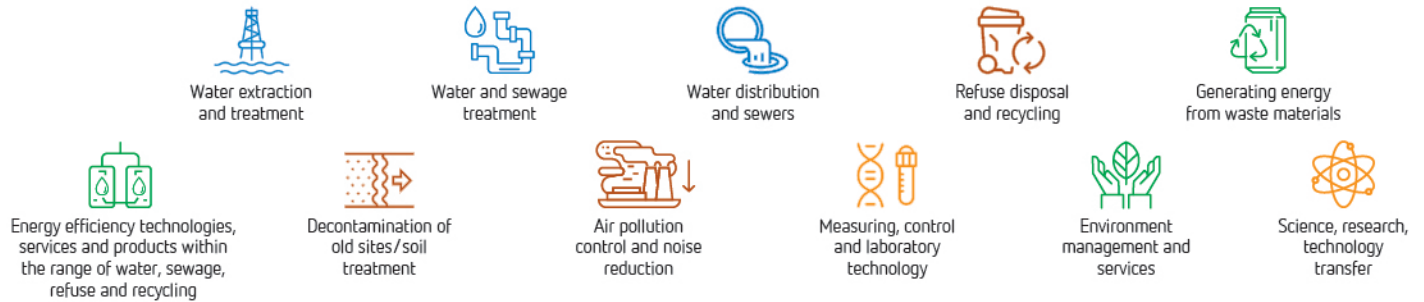 Water extraction
and treatment
Water and sewage
treatment
Water distribution
and sewers
Refuse disposal
and recycling
Generating energy
from waste materials
Energy efficiency technologies,
services and products within
the range of water, sewage,
refuse and recycling
Decontamination of
old sites/soil
treatment
Air pollution
control and noise
reduction
Measuring, control
and laboratory
technology
Environment
management and
services
Science, research,
technology
transfer